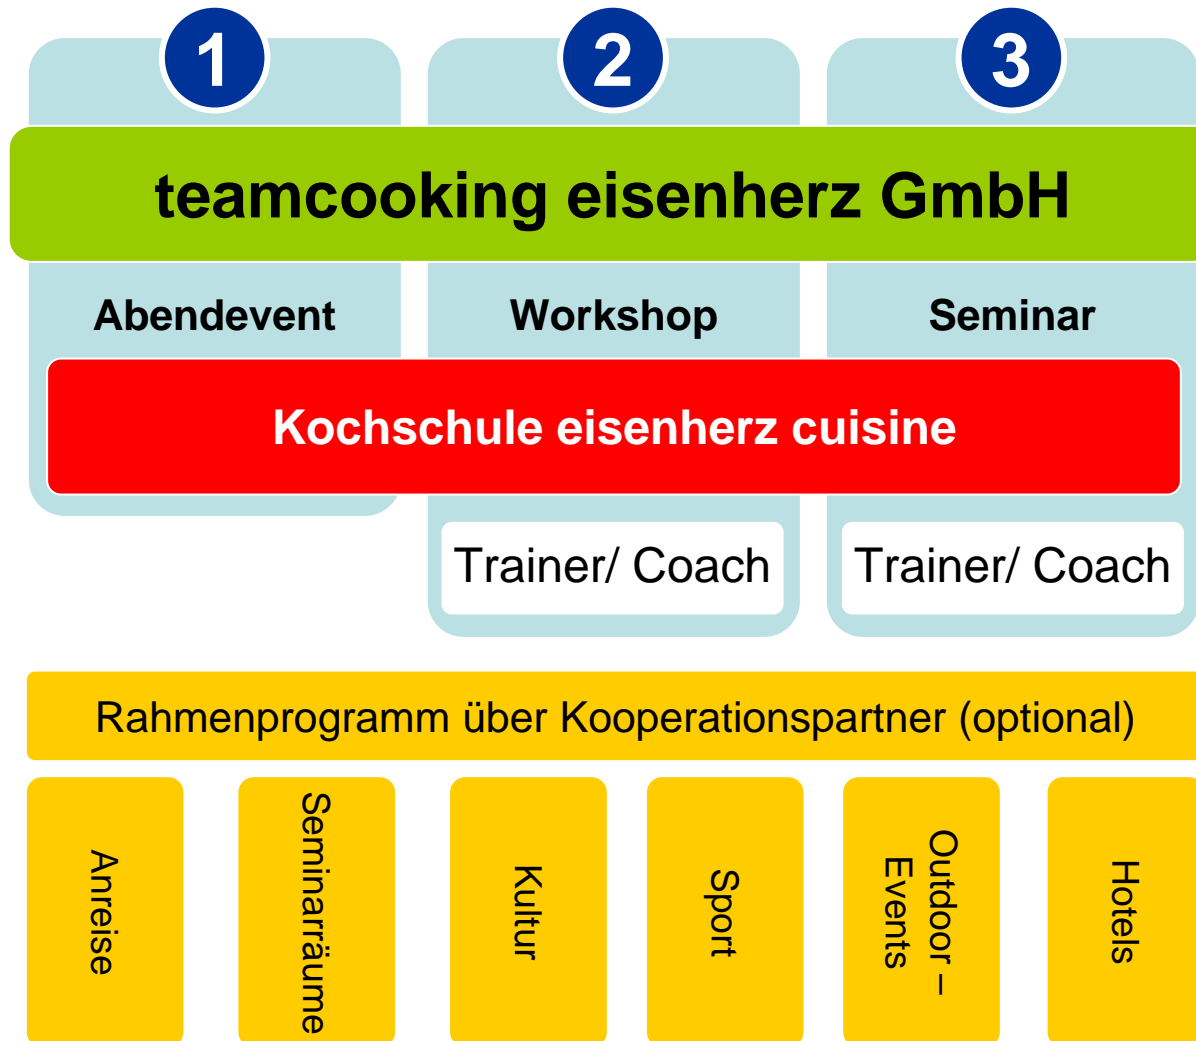 1
2
3
teamcooking eisenherz GmbH
Abendevent
Workshop
Seminar
Kochschule eisenherz cuisine
Trainer/ Coach
Trainer/ Coach
Rahmenprogramm über Kooperationspartner (optional)
Anreise
Seminarräume
Kultur
Sport
Outdoor –
Events
Hotels